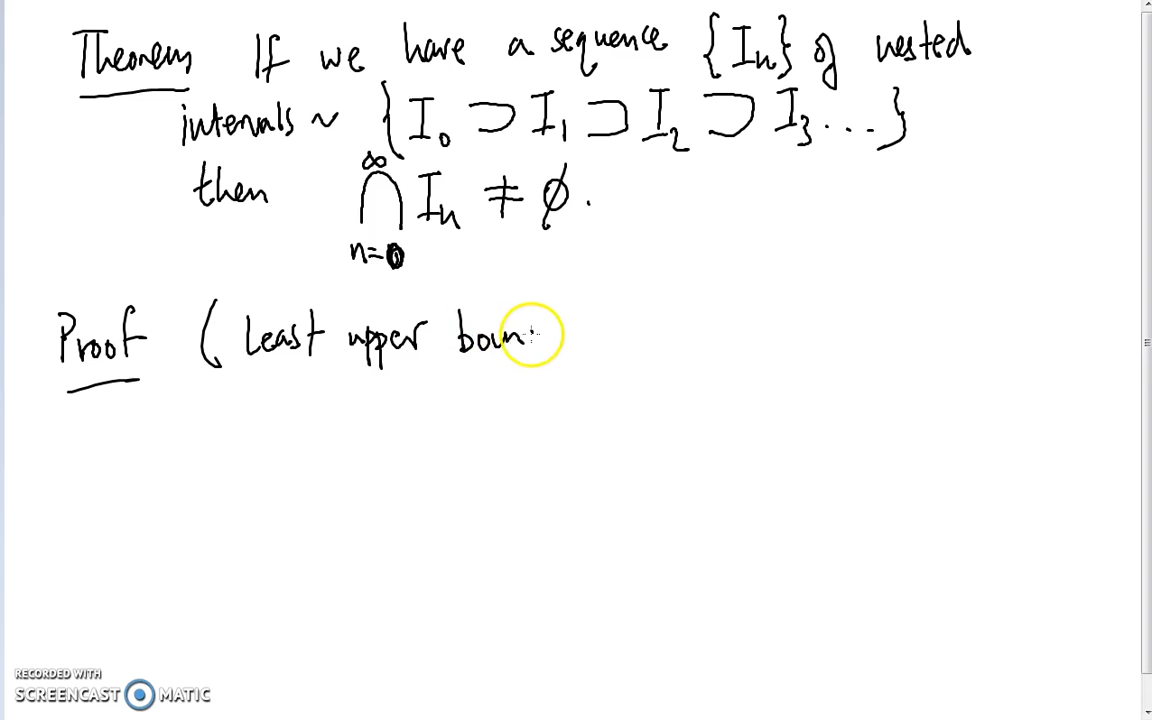 Theorem If we have a sequence {Iₙ} of nested
intervals ~ {I₀ ⊃ I₁ ⊃ I₂ ⊃ I₃ ...}
then ∞ ⋂ n=0 Iₙ ≠ ∅.
Proof (Least upper boun
RECORDED WITH
SCREENCAST MATIC